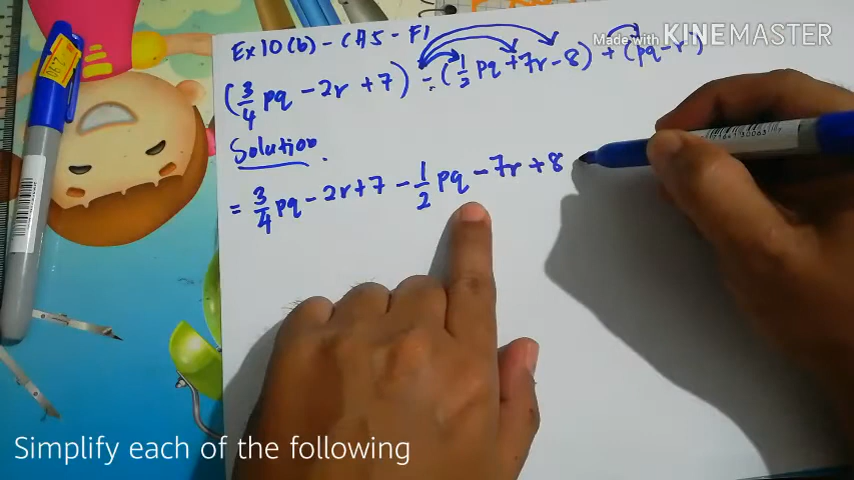 Made with KINEMASTER
Ex 10 (b) - CH5 - F1
(3/4 pq - 2r + 7) - (1/2 pq + 7r - 8) + (pq - r)
Solution.
= 3/4 pq - 2r + 7 - 1/2 pq - 7r + 8
Simplify each of the following